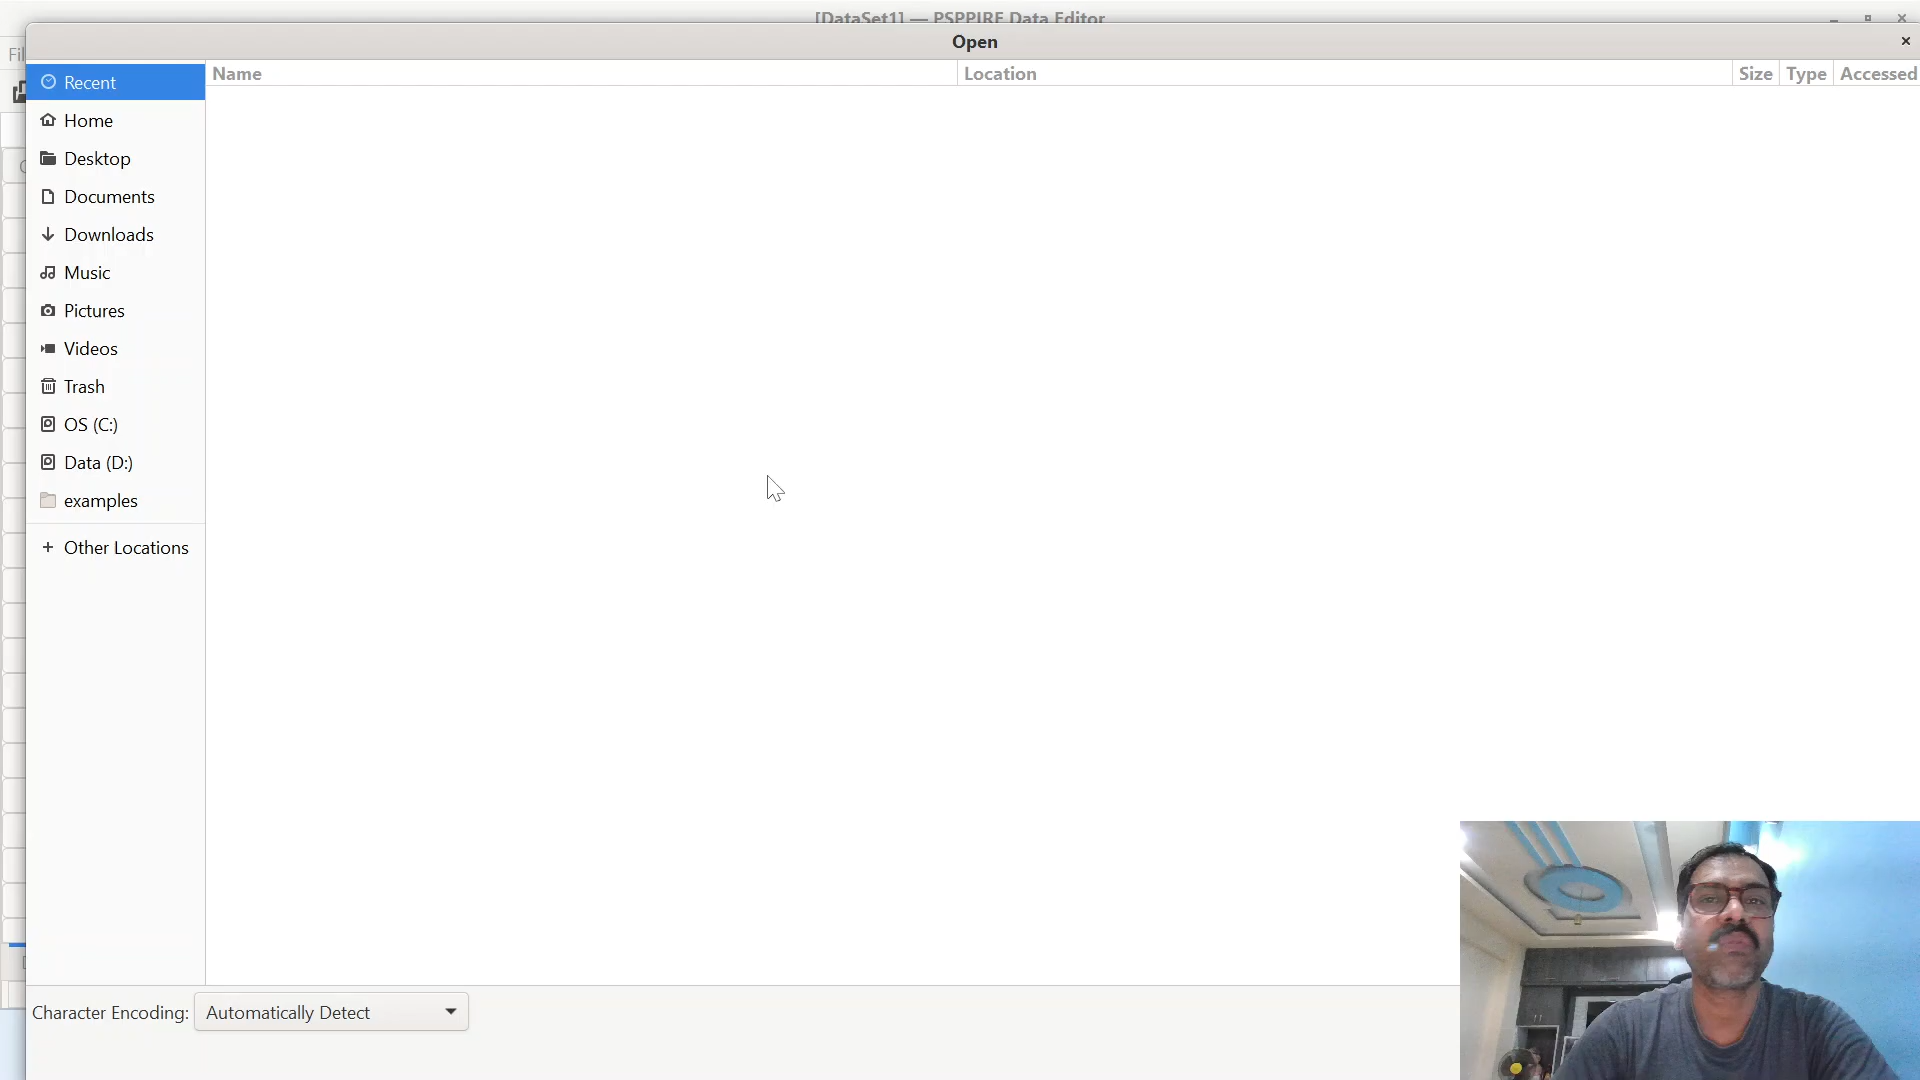 [DataSet1] — PSPPIRE Data Editor
Open
Fil
Name Location Size Type Accessed
Recent
Home
Desktop
Documents
Downloads
Music
Pictures
Videos
Trash
OS (C:)
Data (D:)
examples
Other Locations
Character Encoding: Automatically Detect